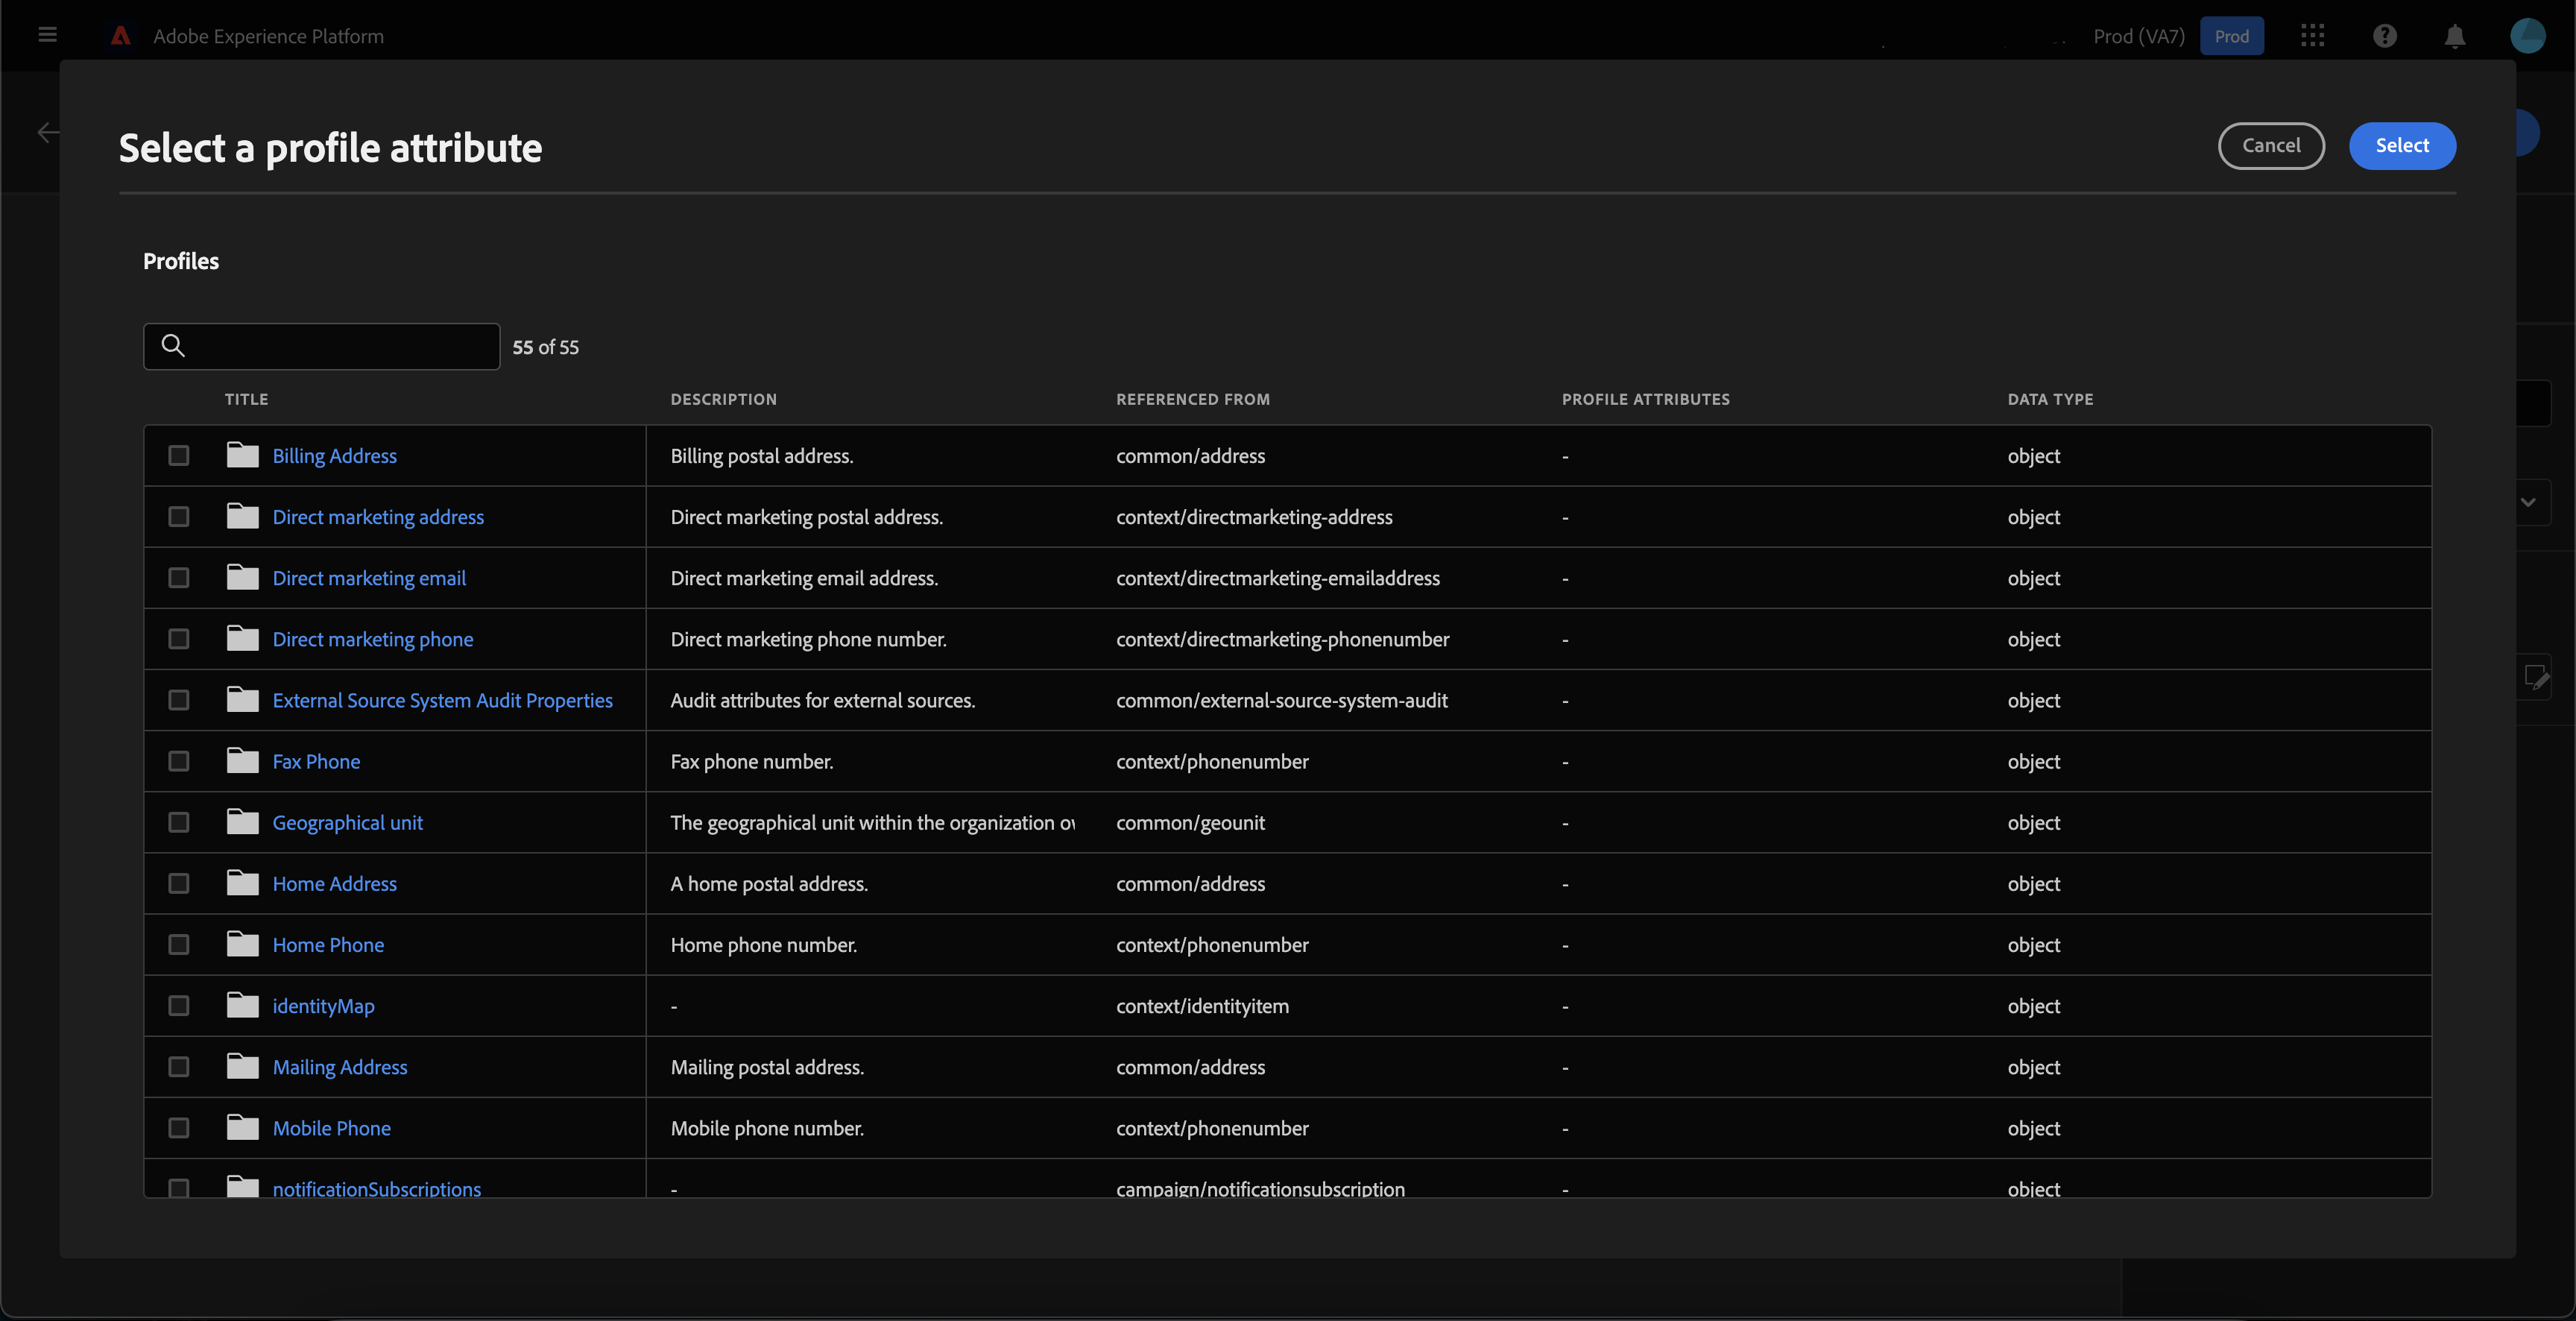 Adobe Experience Platform
Prod (VA7) Prod
Select a profile attribute
Cancel Select
Profiles
55 of 55
TITLE DESCRIPTION REFERENCED FROM PROFILE ATTRIBUTES DATA TYPE
Billing Address Billing postal address. common/address - object
Direct marketing address Direct marketing postal address. context/directmarketing-address - object
Direct marketing email Direct marketing email address. context/directmarketing-emailaddress - object
Direct marketing phone Direct marketing phone number. context/directmarketing-phonenumber - object
External Source System Audit Properties Audit attributes for external sources. common/external-source-system-audit - object
Fax Phone Fax phone number. context/phonenumber - object
Geographical unit The geographical unit within the organization common/geounit - object
Home Address A home postal address. common/address - object
Home Phone Home phone number. context/phonenumber - object
identityMap - context/identityitem - object
Mailing Address Mailing postal address. common/address - object
Mobile Phone Mobile phone number. context/phonenumber - object
notificationSubscriptions - campaign/notificationsubscription - object